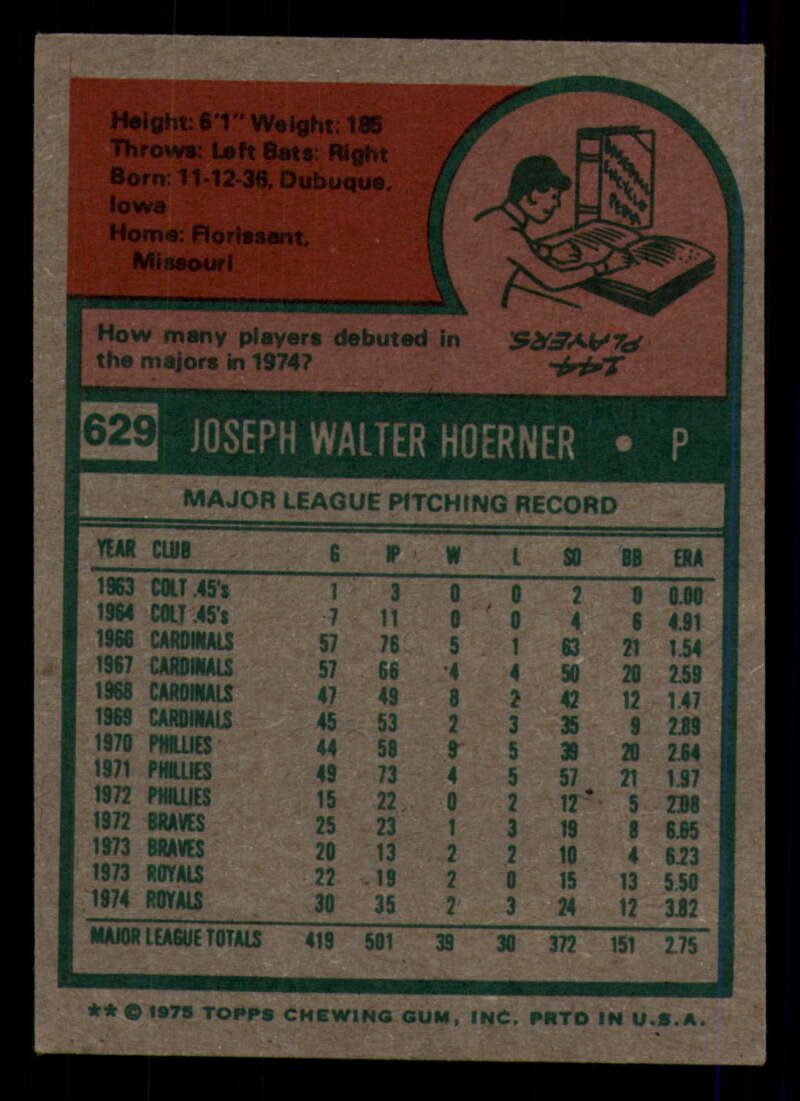 Height: 6'1" Weight: 185
Throws: Left Bats: Right
Born: 11-12-36, Dubuque,
Iowa
Home: Florissant,
Missouri
How many players debuted in
the majors in 1974?
144
PLAYERS.
629 JOSEPH WALTER HOERNER • P
MAJOR LEAGUE PITCHING RECORD
YEAR CLUB G IP W L SO BB ERA
1963 COLT .45's 1 3 0 0 2 0 0.00
1964 COLT .45's 7 11 0 0 4 6 4.91
1966 CARDINALS 57 76 5 1 63 21 1.54
1967 CARDINALS 57 66 4 4 50 20 2.59
1968 CARDINALS 47 49 8 2 42 12 1.47
1969 CARDINALS 45 53 2 3 35 9 2.89
1970 PHILLIES 44 58 9 5 39 20 2.64
1971 PHILLIES 49 73 4 5 57 21 1.97
1972 PHILLIES 15 22 0 2 12 5 2.08
1972 BRAVES 25 23 1 3 19 8 6.65
1973 BRAVES 20 13 2 2 10 4 6.23
1973 ROYALS 22 19 2 0 15 13 5.50
1974 ROYALS 30 35 2 3 24 12 3.82
MAJOR LEAGUE TOTALS 419 501 39 30 372 151 2.75
** © 1975 TOPPS CHEWING GUM, INC. PRTD IN U.S.A.